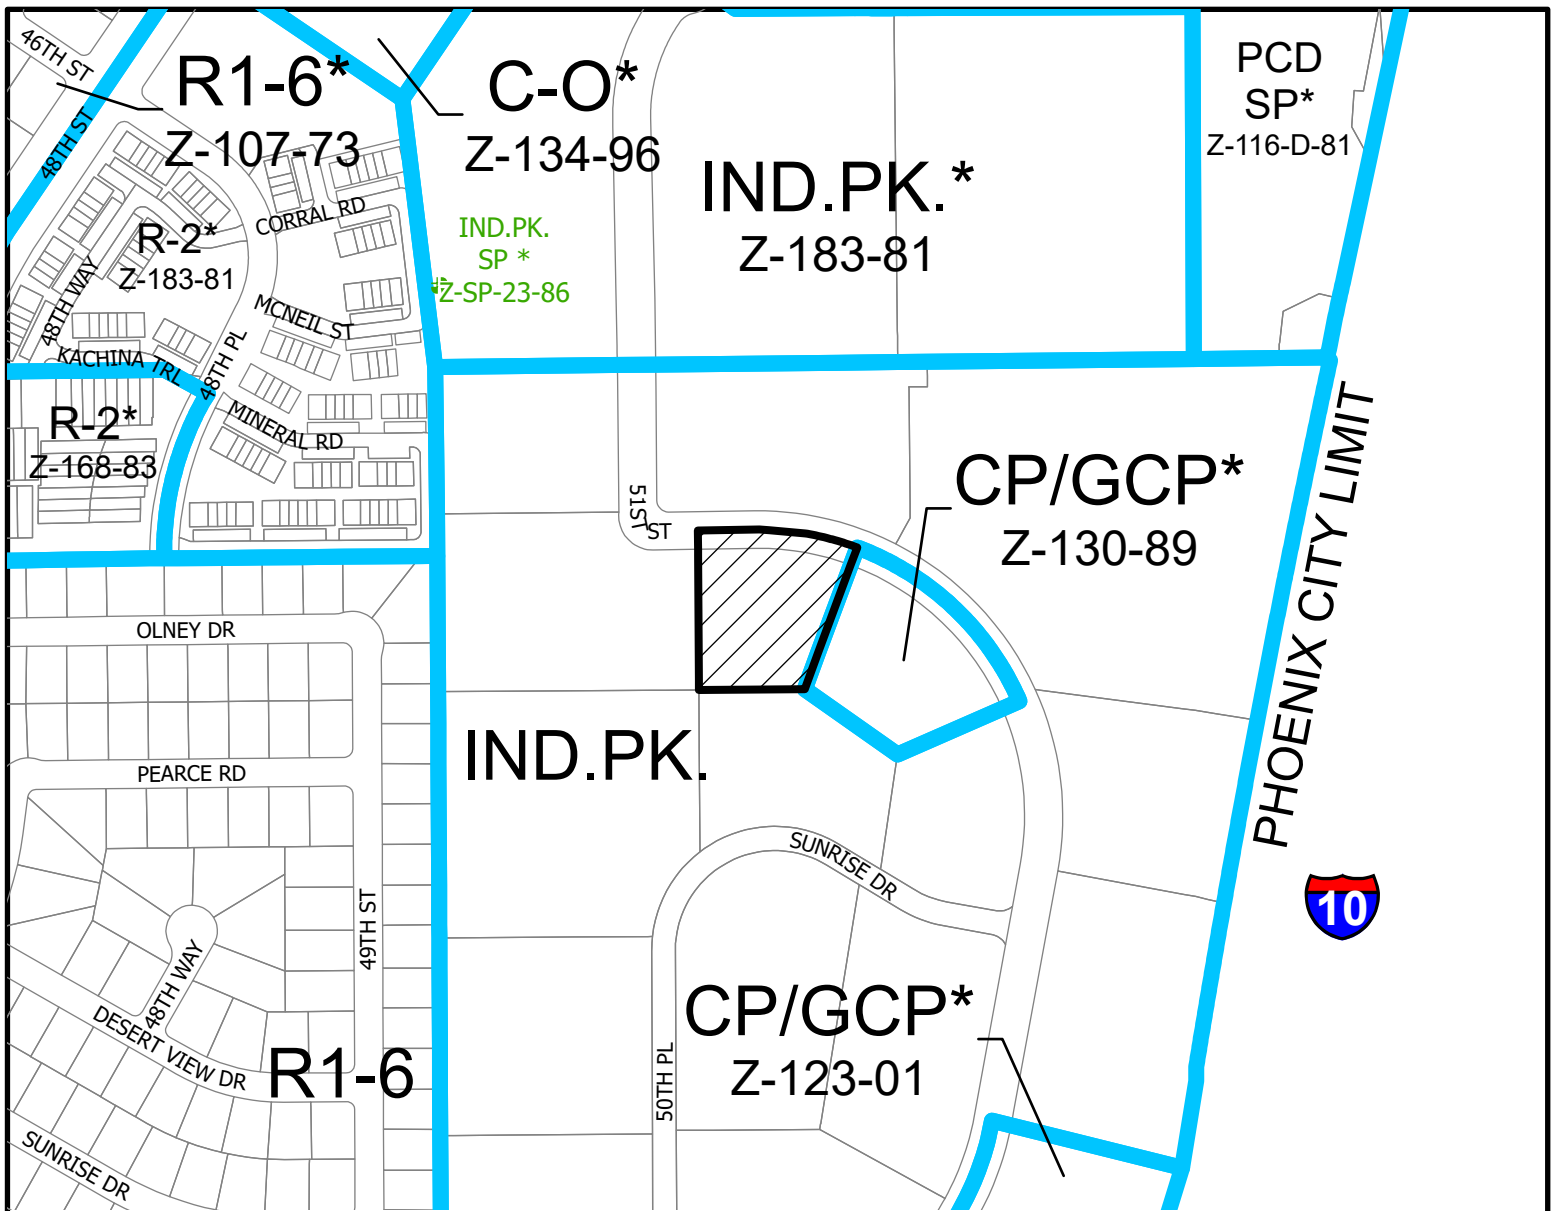 46TH ST
R1-6*
Z-107-73
48TH ST
C-O*
Z-134-96
PCD
SP*
Z-116-D-81
IND.PK. *
Z-183-81
IND.PK.
SP *
Z-SP-23-86
CORRAL RD
R-2*
Z-183-81
48TH WAY
MCNEIL ST
KACHINA TRL
48TH PL
R-2*
Z-168-83
MINERAL RD
51ST ST
CP/GCP*
Z-130-89
PHOENIX CITY LIMIT
OLNEY DR
IND.PK.
PEARCE RD
SUNRISE DR
10
49TH ST
48TH WAY
DESERT VIEW DR
R1-6
CP/GCP*
Z-123-01
50TH PL
SUNRISE DR